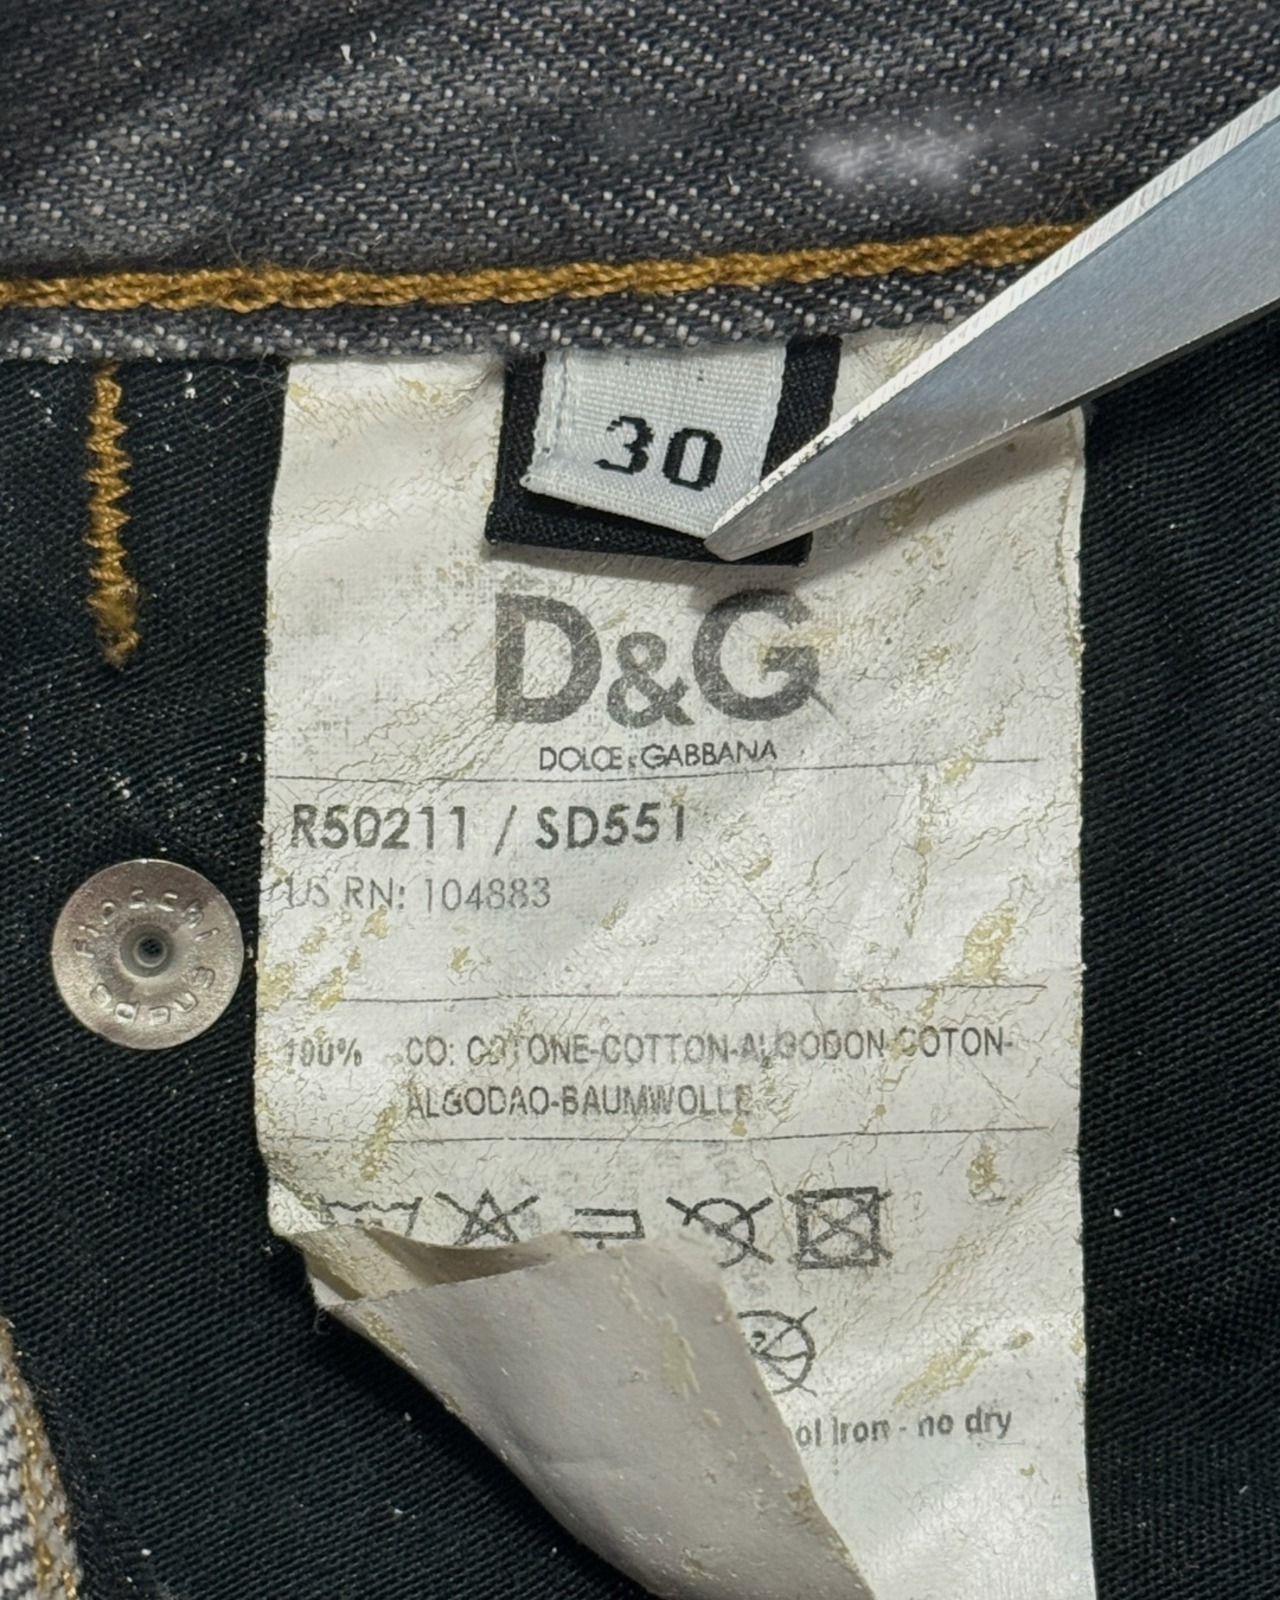 30
D&G
DOLCE & GABBANA
R50211 / SD551
US RN: 104883
100% CO: COTONE-COTTON-ALGODON-COTON-
ALGODAO-BAUMWOLLE
Iron - no dry